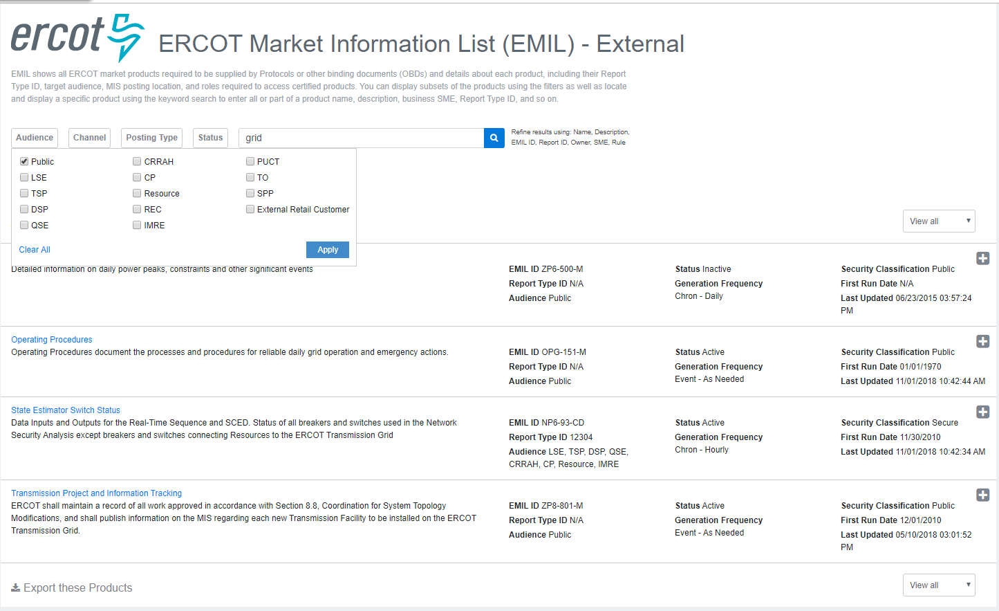 ercot
ERCOT Market Information List (EMIL) - External
EMIL shows all ERCOT market products required to be supplied by Protocols or other binding documents (OBDs) and details about each product, including their Report
Type ID, target audience, MIS posting location, and roles required to access certified products. You can display subsets of the products using the filters as well as locate
and display a specific product using the keyword search to enter all or part of a product name, description, business SME, Report Type ID, and so on.
Audience Channel Posting Type Status grid
Refine results using: Name, Description,
EMIL ID, Report ID, Owner, SME, Rule
Public CRRAH PUCT
LSE CP TO
TSP Resource SPP
DSP REC External Retail Customer
QSE IMRE
View all
Clear All Apply
Detailed information on daily power peaks, constraints and other significant events
EMIL ID ZP6-500-M
Report Type ID N/A
Audience Public
Status Inactive
Generation Frequency
Chron - Daily
Security Classification Public
First Run Date N/A
Last Updated 06/23/2015 03:57:24
PM
Operating Procedures
Operating Procedures document the processes and procedures for reliable daily grid operation and emergency actions.
EMIL ID OPG-151-M
Report Type ID N/A
Audience Public
Status Active
Generation Frequency
Event - As Needed
Security Classification Public
First Run Date 01/01/1970
Last Updated 11/01/2018 10:42:44 AM
State Estimator Switch Status
Data Inputs and Outputs for the Real-Time Sequence and SCED. Status of all breakers and switches used in the Network
Security Analysis except breakers and switches connecting Resources to the ERCOT Transmission Grid
EMIL ID NP6-93-CD
Report Type ID 12304
Audience LSE, TSP, DSP, QSE,
CRRAH, CP, Resource, IMRE
Status Active
Generation Frequency
Chron - Hourly
Security Classification Secure
First Run Date 11/30/2010
Last Updated 11/01/2018 10:42:34 AM
Transmission Project and Information Tracking
ERCOT shall maintain a record of all work approved in accordance with Section 8.8, Coordination for System Topology
Modifications, and shall publish information on the MIS regarding each new Transmission Facility to be installed on the ERCOT
Transmission Grid.
EMIL ID ZP8-801-M
Report Type ID N/A
Audience Public
Status Active
Generation Frequency
Event - As Needed
Security Classification Public
First Run Date 12/01/2010
Last Updated 05/10/2018 03:01:52
PM
Export these Products
View all